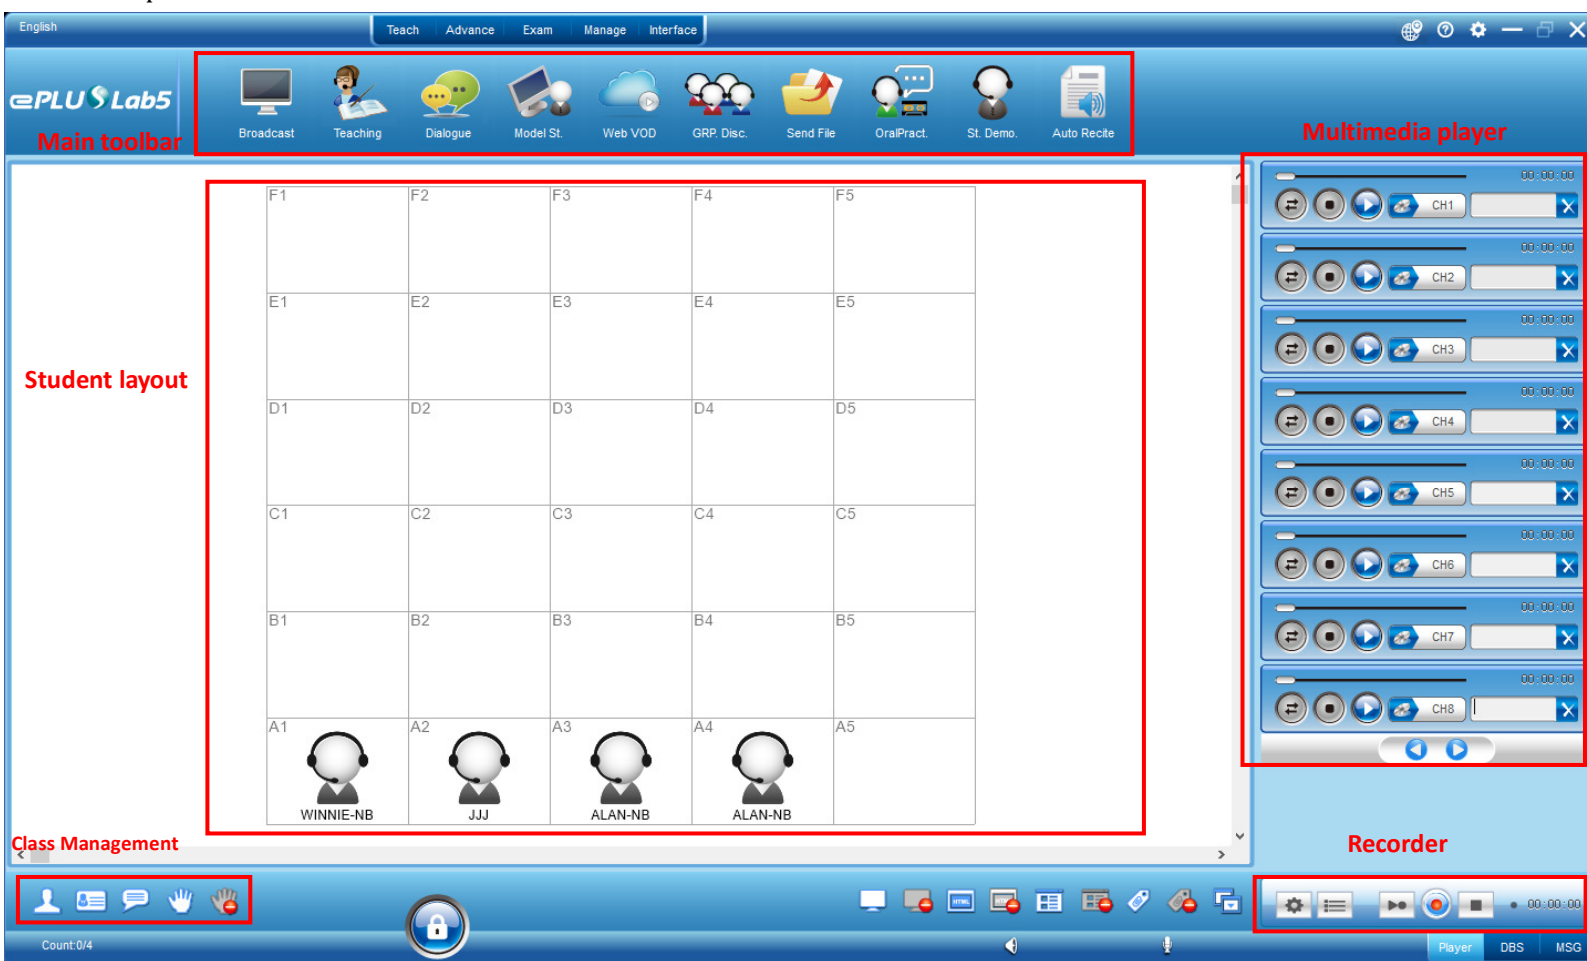 English
Teach Advance Exam Manage Interface
ePLUSLab5
Main toolbar
Broadcast Teaching Dialogue Model St. Web VOD GRP. Disc. Send File OralPract. St. Demo. Auto Recite
Multimedia player
F1 F2 F3 F4 F5
E1 E2 E3 E4 E5
D1 D2 D3 D4 D5
C1 C2 C3 C4 C5
B1 B2 B3 B4 B5
A1 A2 A3 A4 A5
WINNIE-NB JJJ ALAN-NB ALAN-NB
Student layout
00:00:00
CH1
00:00:00
CH2
00:00:00
CH3
00:00:00
CH4
00:00:00
CH5
00:00:00
CH6
00:00:00
CH7
00:00:00
CH8
Class Management
Recorder
HTML
00:00:00
Count:0/4
Player DBS MSG